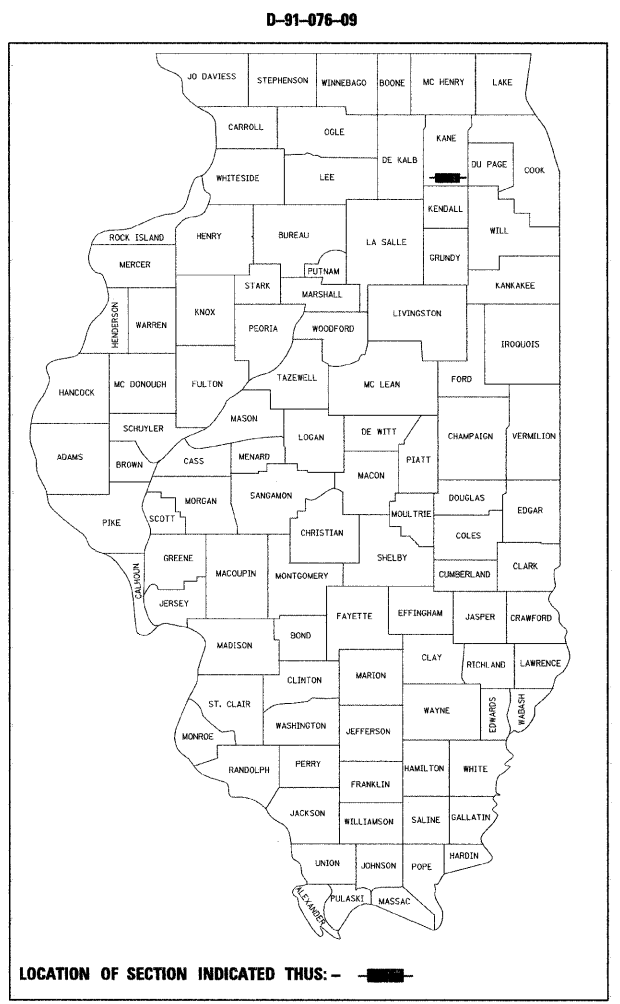 D-91-076-09
JO DAVIESS
STEPHENSON
WINNEBAGO
BOONE
MC HENRY
LAKE
CARROLL
OGLE
DE KALB
KANE
DU PAGE
COOK
WHITESIDE
LEE
KENDALL
ROCK ISLAND
HENRY
BUREAU
LA SALLE
WILL
GRUNDY
MERCER
PUTNAM
STARK
MARSHALL
KANKAKEE
HENDERSON
WARREN
KNOX
PEORIA
WOODFORD
LIVINGSTON
IROQUOIS
HANCOCK
MC DONOUGH
FULTON
TAZEWELL
MC LEAN
FORD
MASON
SCHUYLER
LOGAN
DE WITT
CHAMPAIGN
VERMILION
ADAMS
BROWN
CASS
MENARD
PIATT
MACON
MORGAN
SANGAMON
DOUGLAS
EDGAR
PIKE
SCOTT
CHRISTIAN
MOULTRIE
COLES
GREENE
CALHOUN
MACOUPIN
MONTGOMERY
SHELBY
CUMBERLAND
CLARK
JERSEY
FAYETTE
EFFINGHAM
JASPER
CRAWFORD
MADISON
BOND
CLAY
RICHLAND
LAWRENCE
CLINTON
MARION
ST. CLAIR
WAYNE
EDWARDS
WABASH
WASHINGTON
JEFFERSON
MONROE
RANDOLPH
PERRY
HAMILTON
WHITE
FRANKLIN
JACKSON
WILLIAMSON
SALINE
GALLATIN
UNION
JOHNSON
POPE
HARDIN
ALEXANDER
PULASKI
MASSAC
LOCATION OF SECTION INDICATED THUS: -